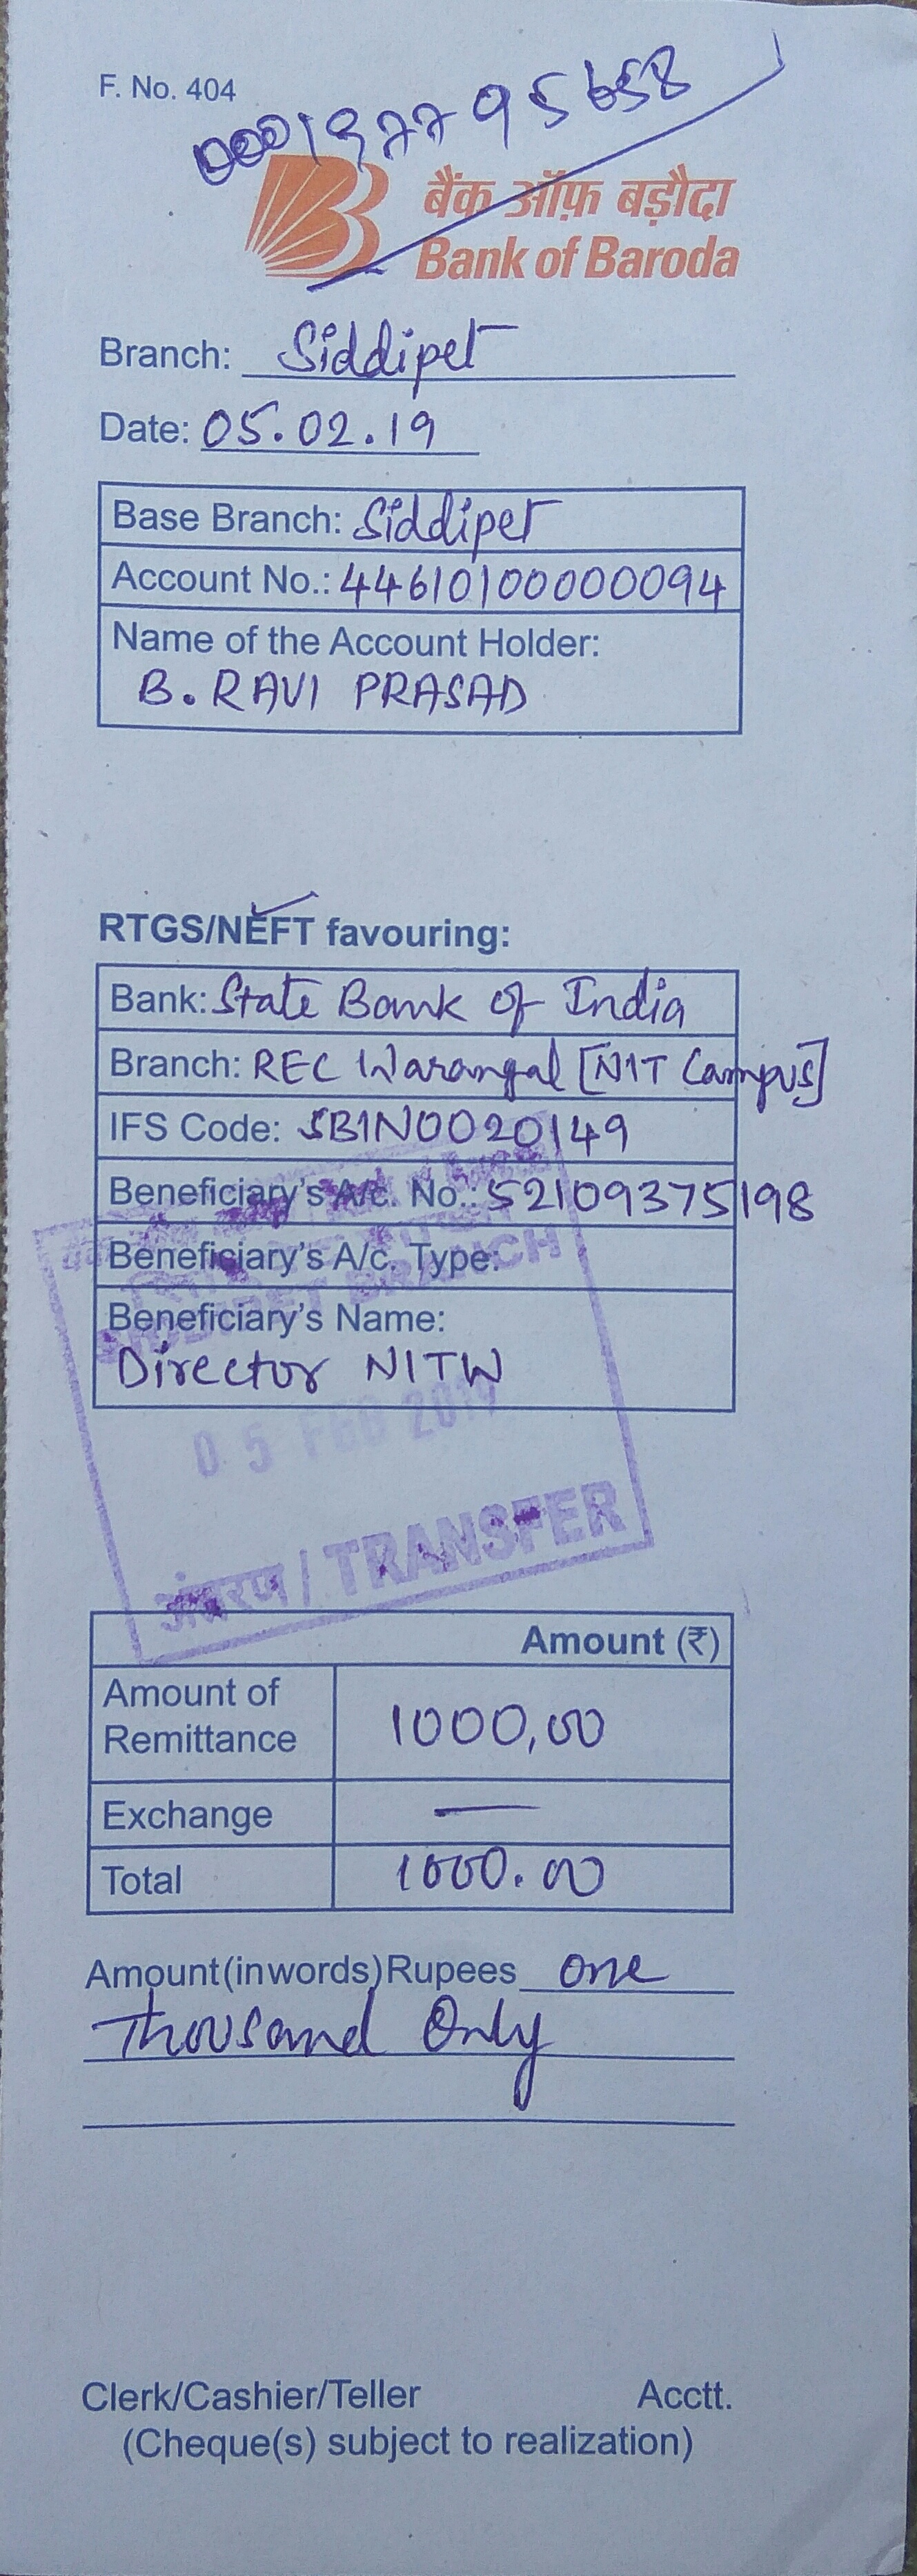 F. No. 404
000197795658
बैंक ऑफ़ बड़ौदा
Bank of Baroda
Branch: Siddipet
Date: 05.02.19
Base Branch: Siddipet
Account No.: 44610100000094
Name of the Account Holder:
B. RAVI PRASAD
RTGS/NEFT favouring:
Bank: State Bank of India
Branch: REC Warangal [NIT Campus]
IFS Code: SBIN0020149
Beneficiary's A/c. No.: 52109375198
Beneficiary's A/c. Type:
BRANCH
Beneficiary's Name:
Director NITW
05 FEB 2019
अंतरण / TRANSFER
Amount (₹)
Amount of
Remittance 1000,00
Exchange —
Total 1000.00
Amount(inwords)Rupees one
Thousand Only
Clerk/Cashier/Teller Acctt.
(Cheque(s) subject to realization)